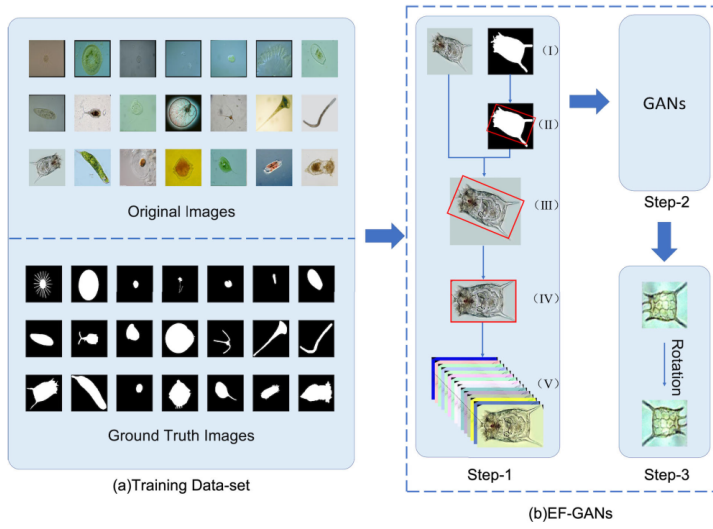 Original Images
Ground Truth Images
(a)Training Data-set
(I)
(II)
(III)
(IV)
(V)
Step-1
GANs
Step-2
Rotation
Step-3
(b)EF-GANs